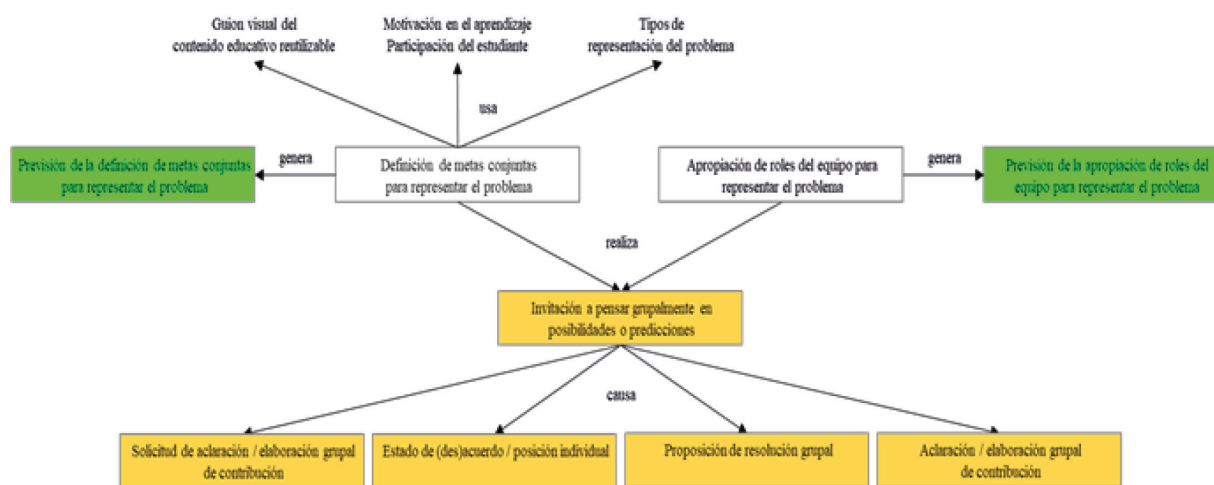 Guion visual del
contenido educativo reutilizable
Motivación en el aprendizaje
Participación del estudiante
Tipos de
representación del problema
usa
Previsión de la definición de metas conjuntas
para representar el problema
genera
Definición de metas conjuntas
para representar el problema
Apropiación de roles del equipo para
representar el problema
genera
Previsión de la apropiación de roles del
equipo para representar el problema
realiza
Invitación a pensar grupalmente en
posibilidades o predicciones
causa
Solicitud de aclaración / elaboración grupal
de contribución
Estado de (des)acuerdo / posición individual
Proposición de resolución grupal
Aclaración / elaboración grupal
de contribución